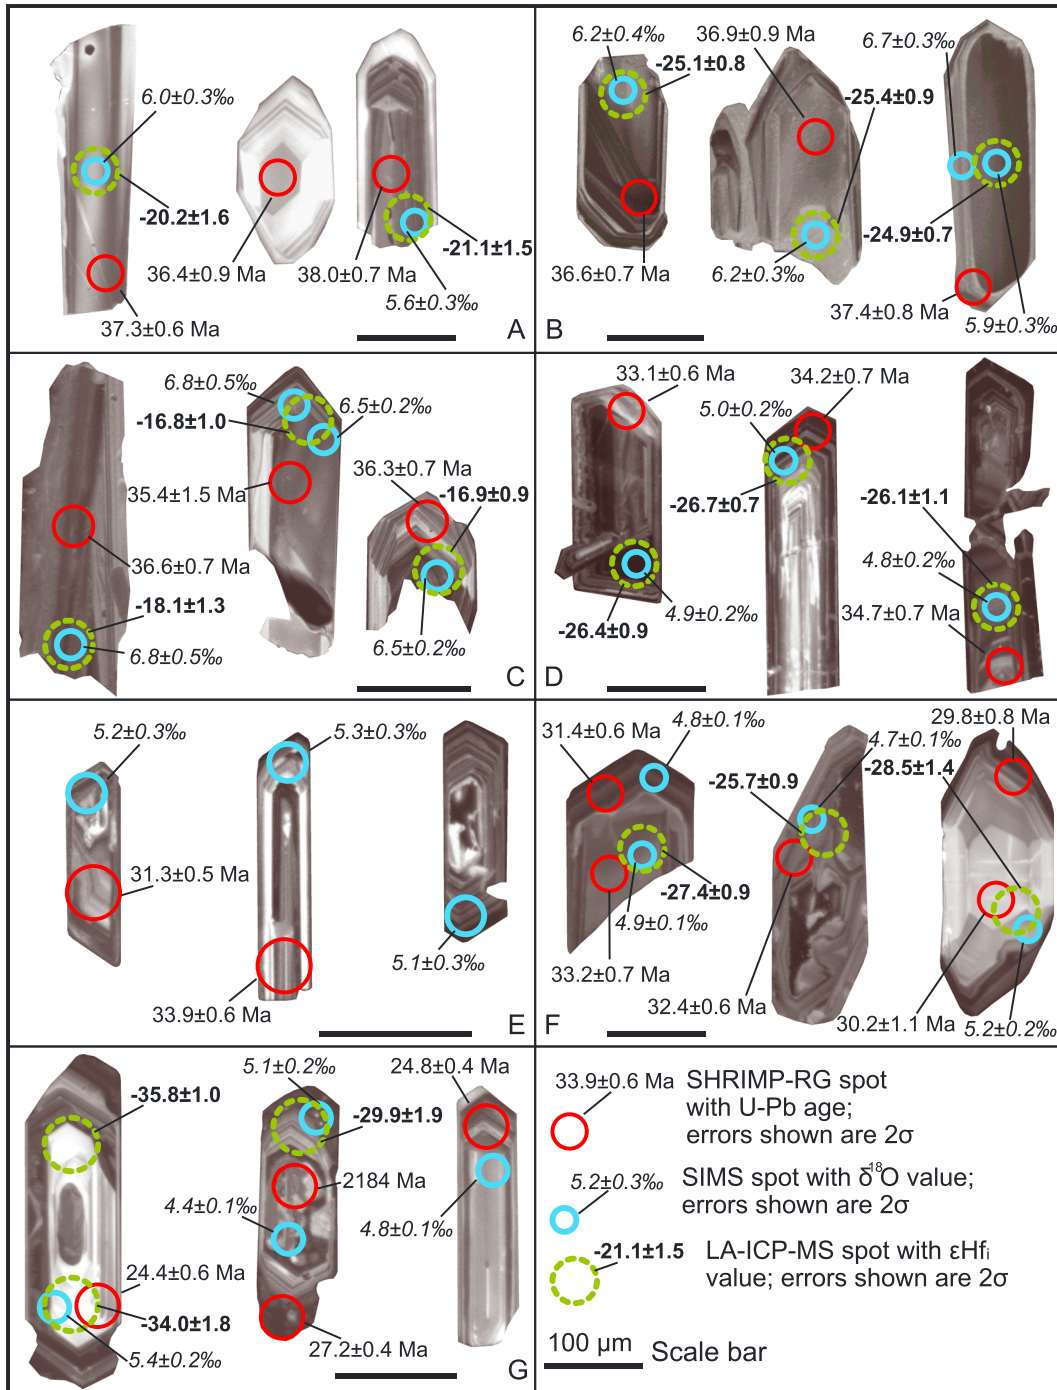 6.0±0.3‰
-20.2±1.6
37.3±0.6 Ma
36.4±0.9 Ma
38.0±0.7 Ma
-21.1±1.5
5.6±0.3‰
A
6.2±0.4‰
36.9±0.9 Ma
6.7±0.3‰
-25.1±0.8
-25.4±0.9
-24.9±0.7
36.6±0.7 Ma
6.2±0.3‰
37.4±0.8 Ma
5.9±0.3‰
B
6.8±0.5‰
-16.8±1.0
6.5±0.2‰
36.3±0.7 Ma
-16.9±0.9
35.4±1.5 Ma
36.6±0.7 Ma
-18.1±1.3
6.8±0.5‰
6.5±0.2‰
C
33.1±0.6 Ma
34.2±0.7 Ma
5.0±0.2‰
-26.7±0.7
-26.1±1.1
4.8±0.2‰
34.7±0.7 Ma
4.9±0.2‰
-26.4±0.9
D
5.2±0.3‰
5.3±0.3‰
31.3±0.5 Ma
5.1±0.3‰
33.9±0.6 Ma
E
31.4±0.6 Ma
4.8±0.1‰
29.8±0.8 Ma
4.7±0.1‰
-28.5±1.4
-25.7±0.9
-27.4±0.9
4.9±0.1‰
33.2±0.7 Ma
32.4±0.6 Ma
30.2±1.1 Ma
5.2±0.2‰
F
-35.8±1.0
5.1±0.2‰
24.8±0.4 Ma
-29.9±1.9
2184 Ma
4.4±0.1‰
4.8±0.1‰
24.4±0.6 Ma
-34.0±1.8
5.4±0.2‰
27.2±0.4 Ma
G
33.9±0.6 Ma
SHRIMP-RG spot
with U-Pb age;
errors shown are 2σ
5.2±0.3‰
SIMS spot with δ¹⁸O value;
errors shown are 2σ
-21.1±1.5
LA-ICP-MS spot with εHfᵢ
value; errors shown are 2σ
100 μm
Scale bar